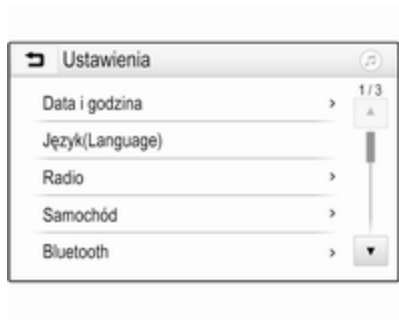 Ustawienia
1/3
Data i godzina
Język(Language)
Radio
Samochód
Bluetooth